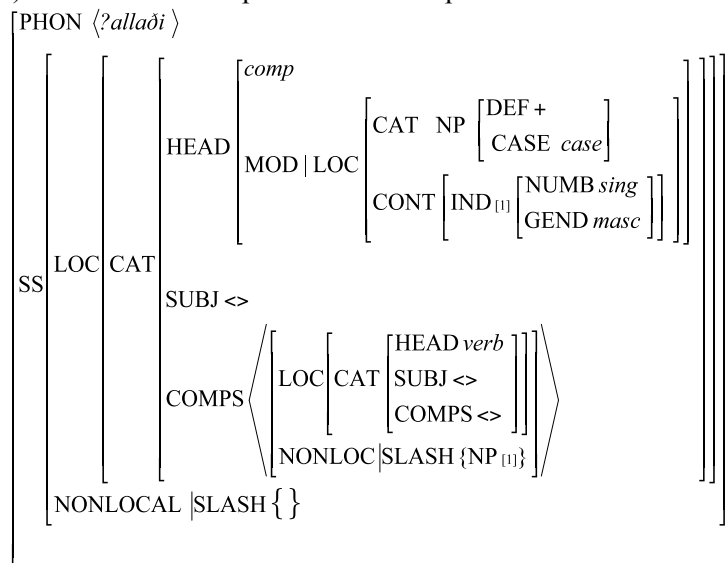 PHON ⟨?allaði ⟩
comp
HEAD
MOD | LOC
CAT NP
DEF +
CASE case
CONT
IND [1]
NUMB sing
GEND masc
SS
LOC
CAT
SUBJ <>
COMPS
LOC
CAT
HEAD verb
SUBJ <>
COMPS <>
NONLOC|SLASH {NP [1]}
NONLOCAL |SLASH { }